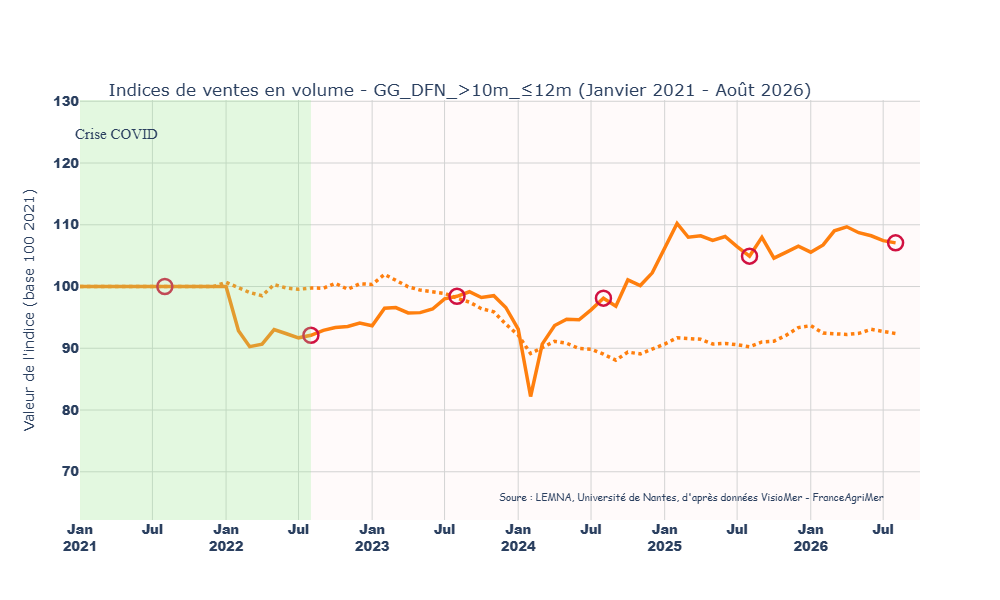 Indices de ventes en volume - GG_DFN_>10m_≤12m (Janvier 2021 - Août 2026)
Crise COVID
Valeur de l'indice (base 100 2021)
130
120
110
100
90
80
70
Soure : LEMNA, Université de Nantes, d'après données VisioMer - FranceAgriMer
Jan Jul Jan Jul Jan Jul Jan Jul Jan Jul Jan Jul
2021 2022 2023 2024 2025 2026